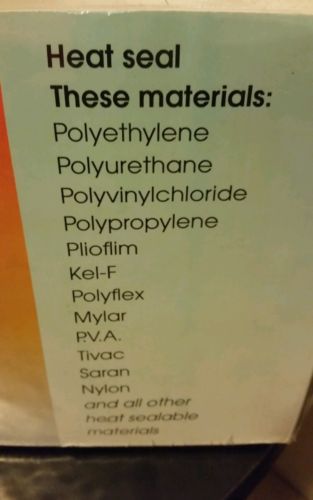 Heat seal
These materials:
Polyethylene
Polyurethane
Polyvinylchloride
Polypropylene
Plioflim
Kel-F
Polyflex
Mylar
P.V.A.
Tivac
Saran
Nylon
and all other
heat sealable
materials